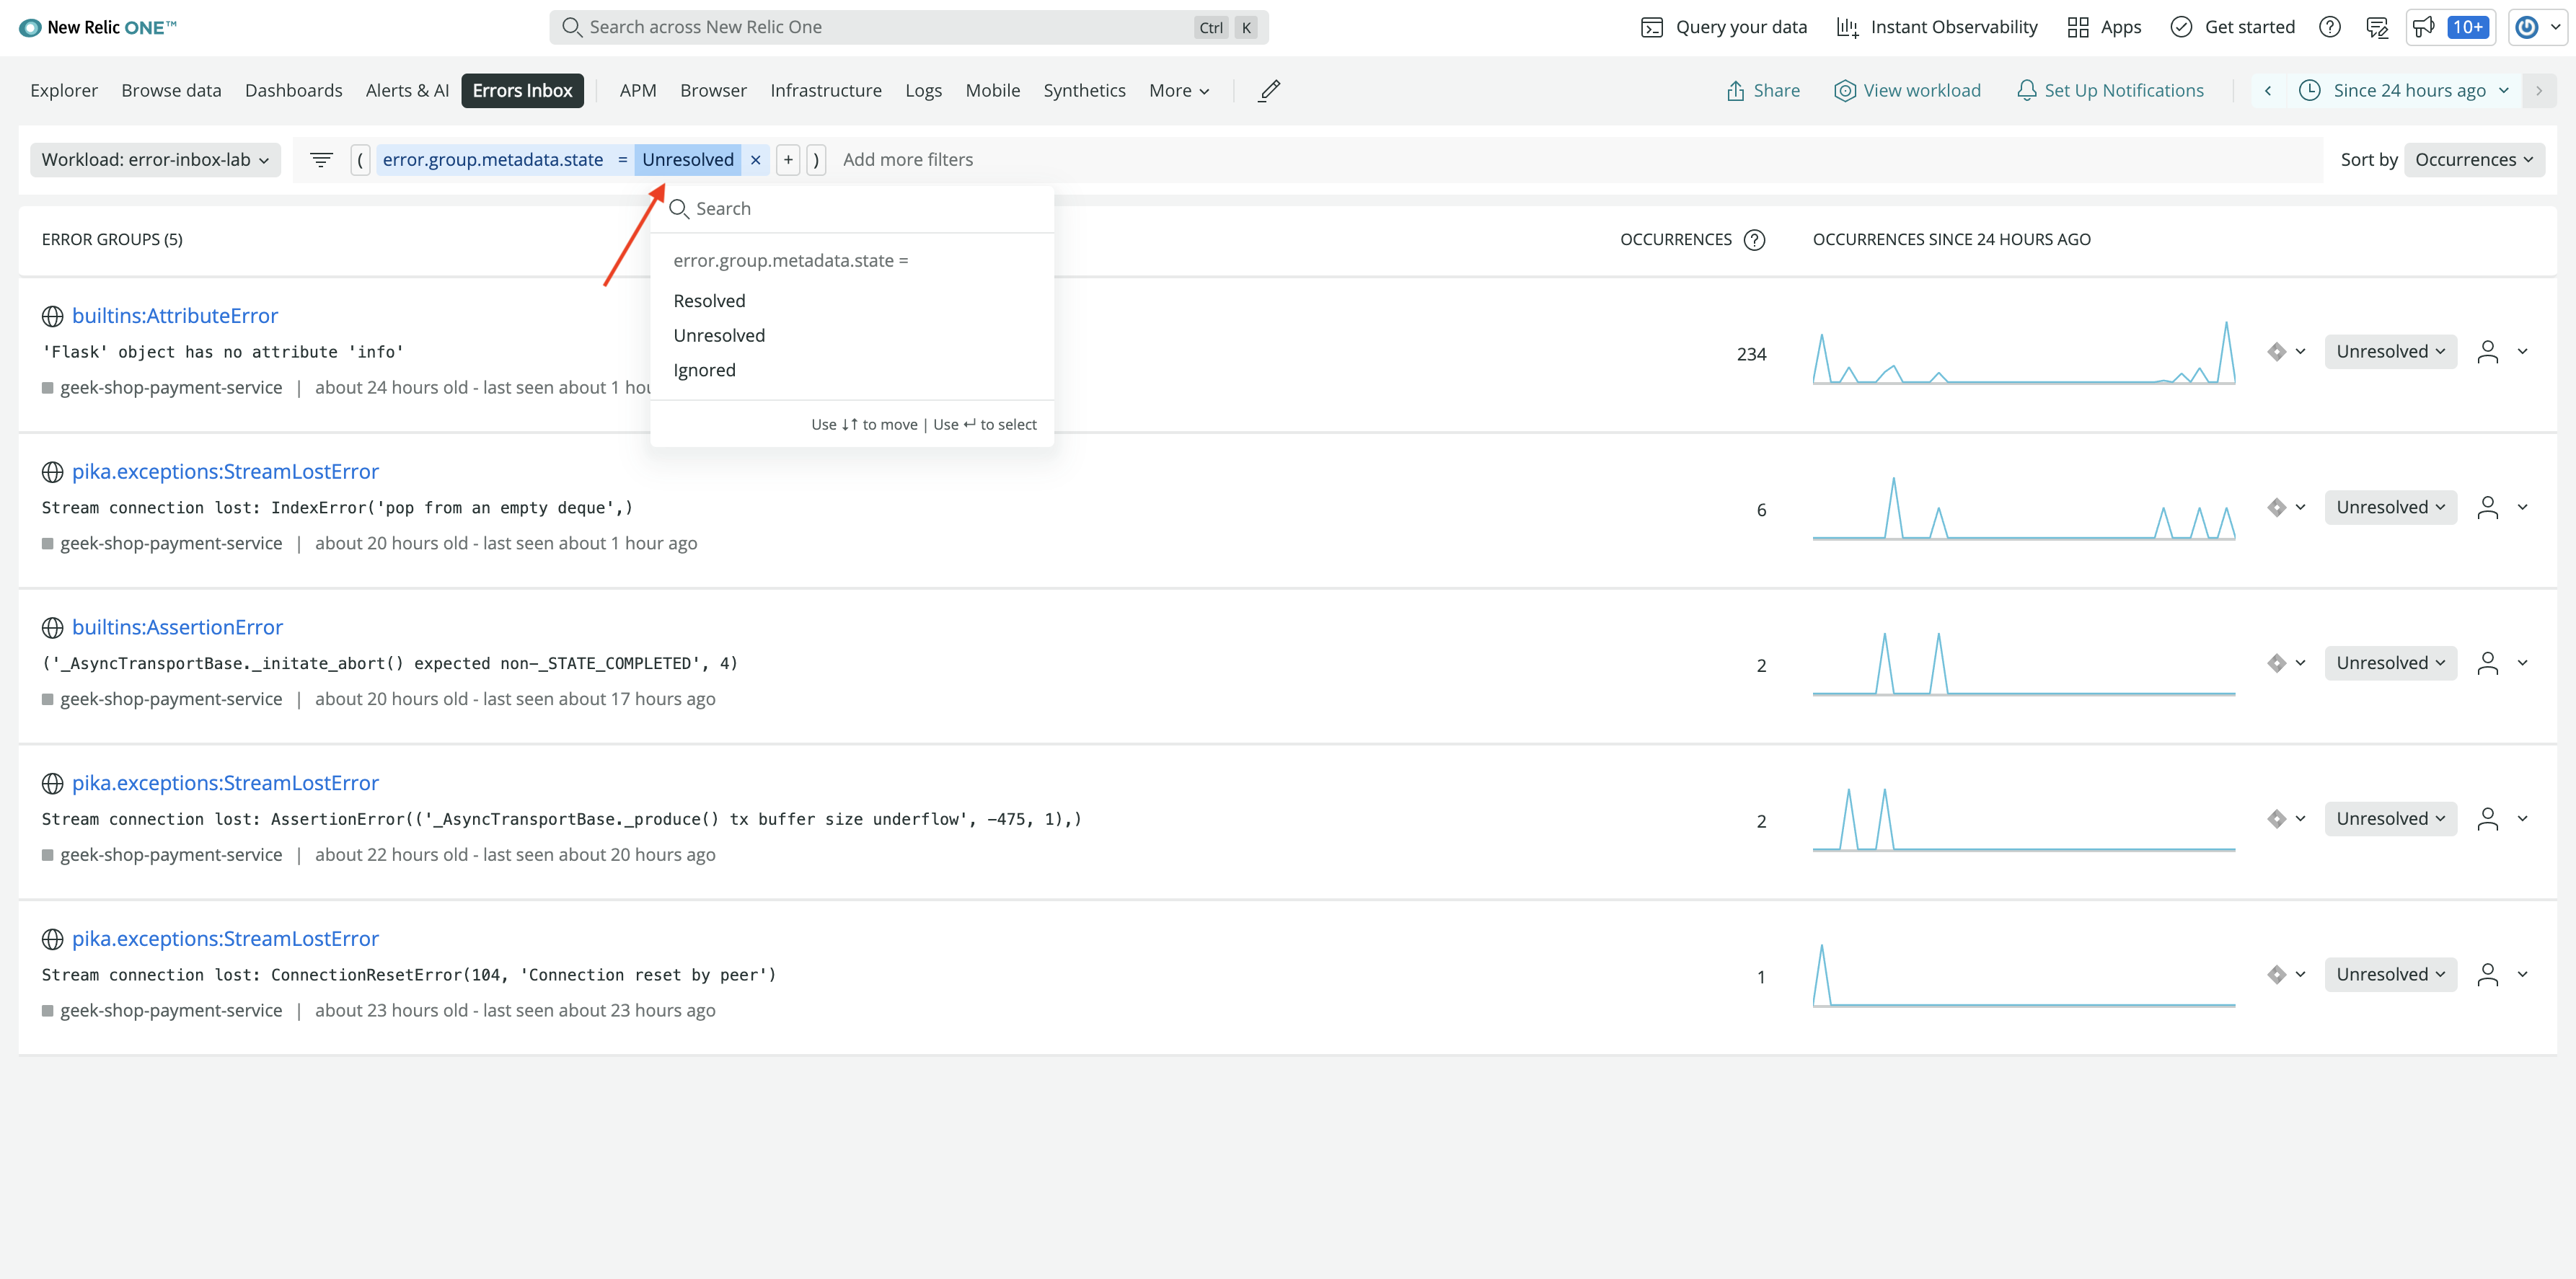 New Relic ONE™
Search across New Relic One Ctrl K
Query your data Instant Observability Apps Get started 10+
Explorer Browse data Dashboards Alerts & AI Errors Inbox APM Browser Infrastructure Logs Mobile Synthetics More
Share View workload Set Up Notifications Since 24 hours ago
Workload: error-inbox-lab ( error.group.metadata.state = Unresolved × + ) Add more filters Sort by Occurrences
Search
error.group.metadata.state =
Resolved
Unresolved
Ignored
Use ↓↑ to move | Use ↵ to select
ERROR GROUPS (5) OCCURRENCES ? OCCURRENCES SINCE 24 HOURS AGO
builtins:AttributeError
'Flask' object has no attribute 'info'
234 Unresolved
geek-shop-payment-service | about 24 hours old - last seen about 1 hou
pika.exceptions:StreamLostError
Stream connection lost: IndexError('pop from an empty deque',)
6 Unresolved
geek-shop-payment-service | about 20 hours old - last seen about 1 hour ago
builtins:AssertionError
('_AsyncTransportBase._initate_abort() expected non-_STATE_COMPLETED', 4)
2 Unresolved
geek-shop-payment-service | about 20 hours old - last seen about 17 hours ago
pika.exceptions:StreamLostError
Stream connection lost: AssertionError(('_AsyncTransportBase._produce() tx buffer size underflow', -475, 1),)
2 Unresolved
geek-shop-payment-service | about 22 hours old - last seen about 20 hours ago
pika.exceptions:StreamLostError
Stream connection lost: ConnectionResetError(104, 'Connection reset by peer')
1 Unresolved
geek-shop-payment-service | about 23 hours old - last seen about 23 hours ago